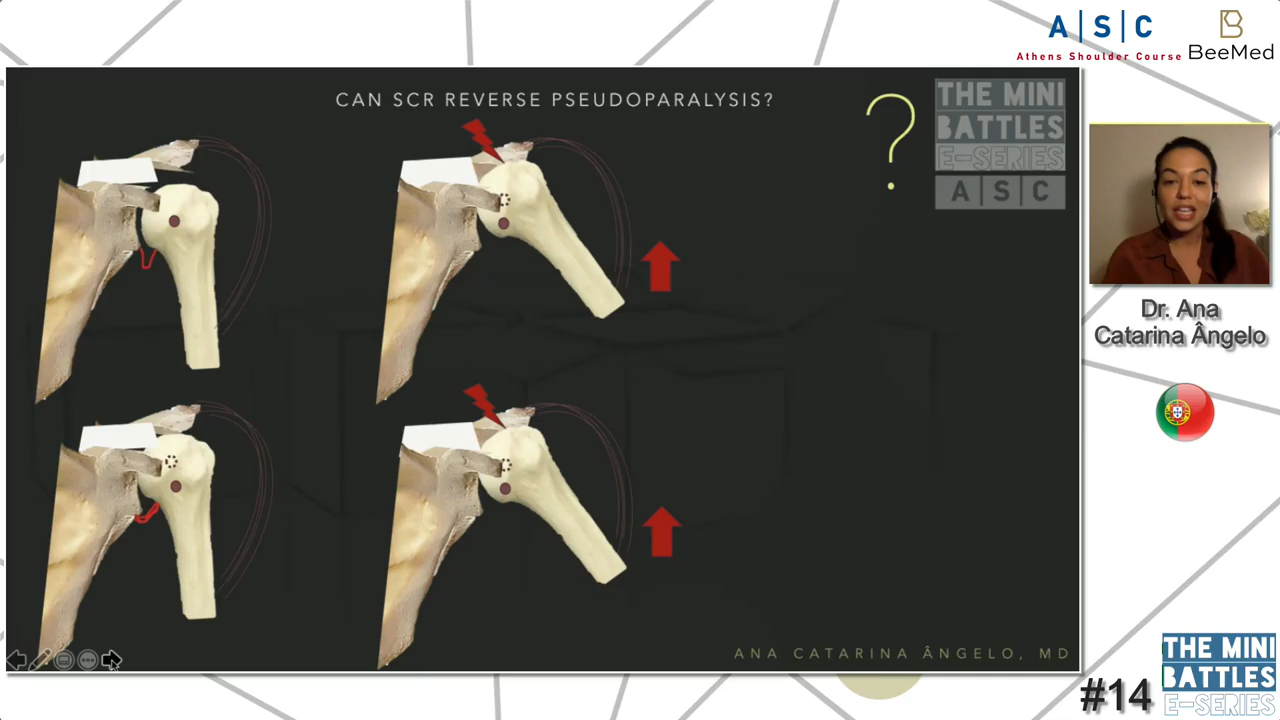 A|S|C
Athens Shoulder Course
BeeMed
CAN SCR REVERSE PSEUDOPARALYSIS?
?
THE MINI
BATTLES
E-SERIES
A|S|C
Dr. Ana
Catarina Ângelo
ANA CATARINA ÂNGELO, MD
#14
THE MINI
BATTLES
E-SERIES